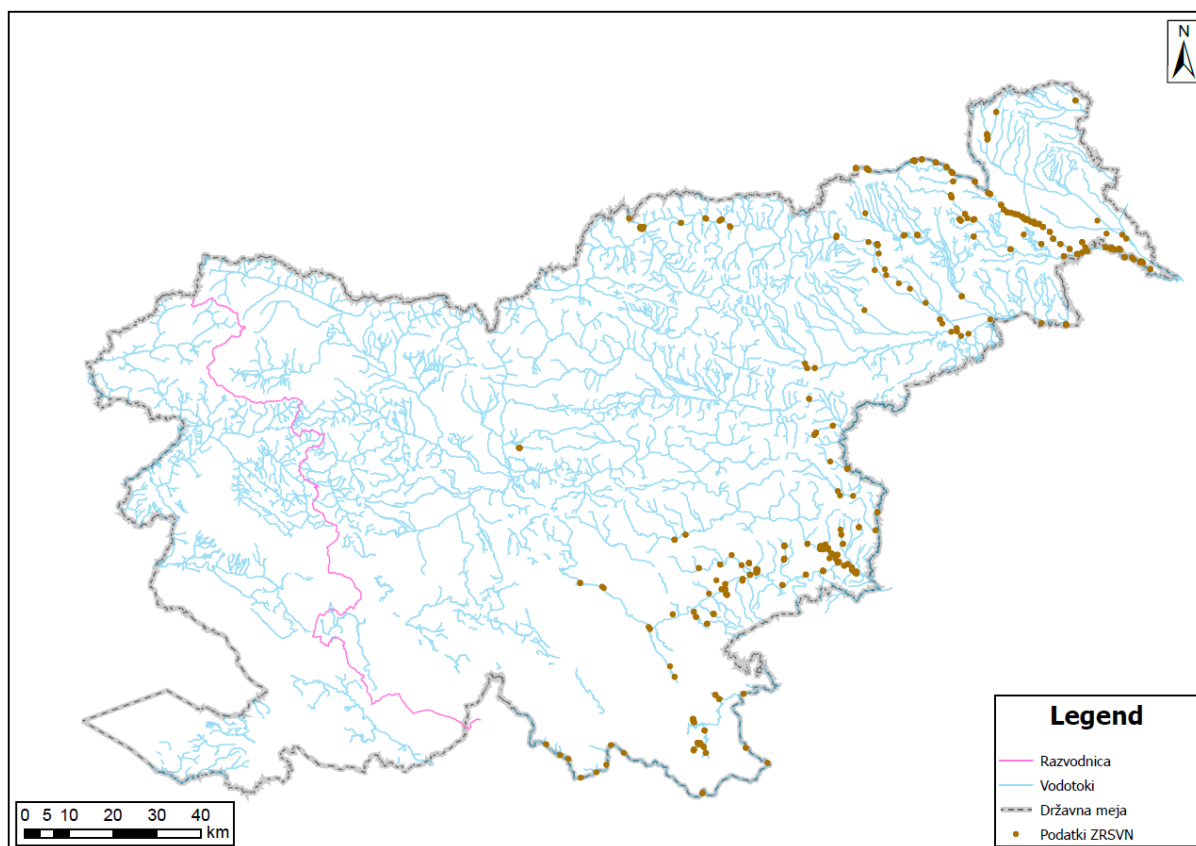 N
Legend
Razvodnica
Vodotoki
Državna meja
Podatki ZRSVN
0 5 10 20 30 40
km